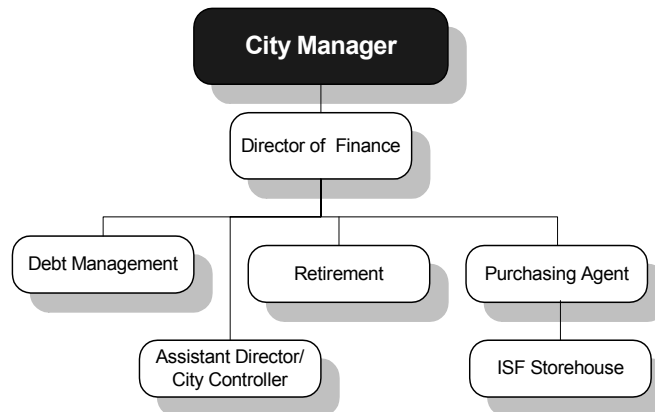 City Manager
Director of Finance
Debt Management
Retirement
Purchasing Agent
Assistant Director/
City Controller
ISF Storehouse